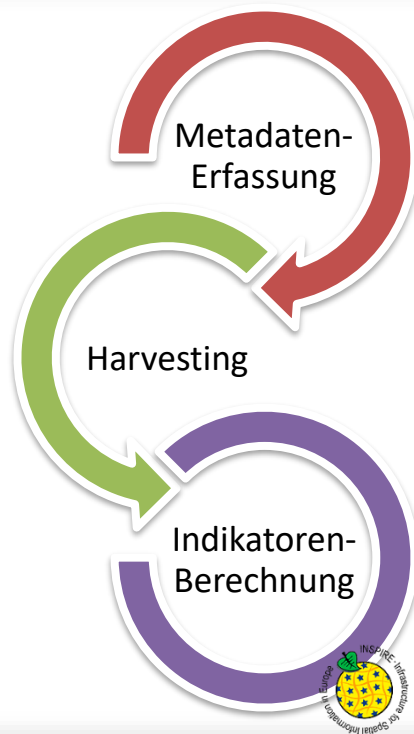 Metadaten-
Erfassung
Harvesting
Indikatoren-
Berechnung
INSPIRE - Infrastructure for Spatial Information in Europe